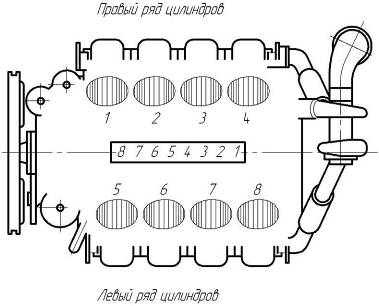 Правый ряд цилиндров
1 2 3 4
8 7 6 5 4 3 2 1
5 6 7 8
Левый ряд цилиндров